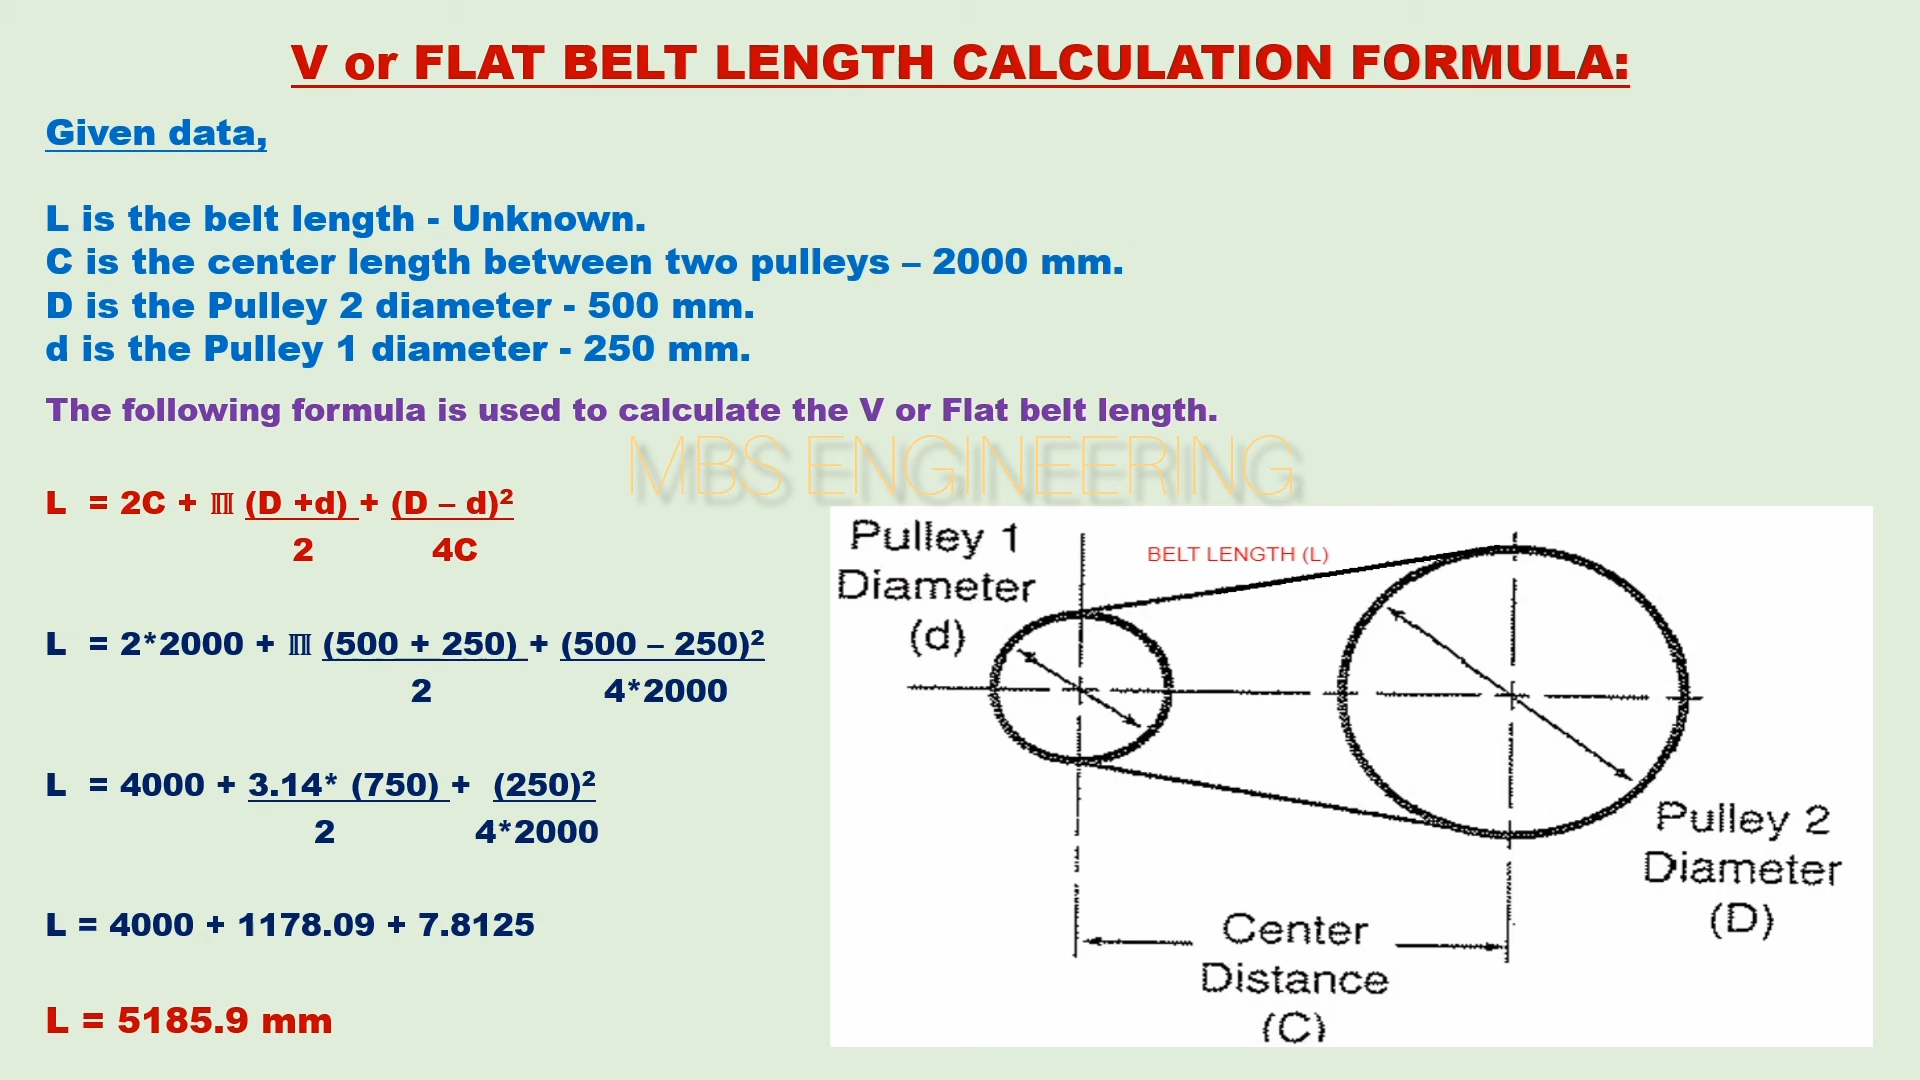 V or FLAT BELT LENGTH CALCULATION FORMULA:
Given data,
L is the belt length - Unknown.
C is the center length between two pulleys – 2000 mm.
D is the Pulley 2 diameter - 500 mm.
d is the Pulley 1 diameter - 250 mm.
The following formula is used to calculate the V or Flat belt length.
MBS ENGINEERING
L = 2C + ℿ (D +d) + (D – d)²
2 4C
L = 2*2000 + ℿ (500 + 250) + (500 – 250)²
2 4*2000
L = 4000 + 3.14* (750) + (250)²
2 4*2000
L = 4000 + 1178.09 + 7.8125
L = 5185.9 mm
Pulley 1
Diameter
(d)
BELT LENGTH (L)
Pulley 2
Diameter
(D)
Center
Distance
(C)